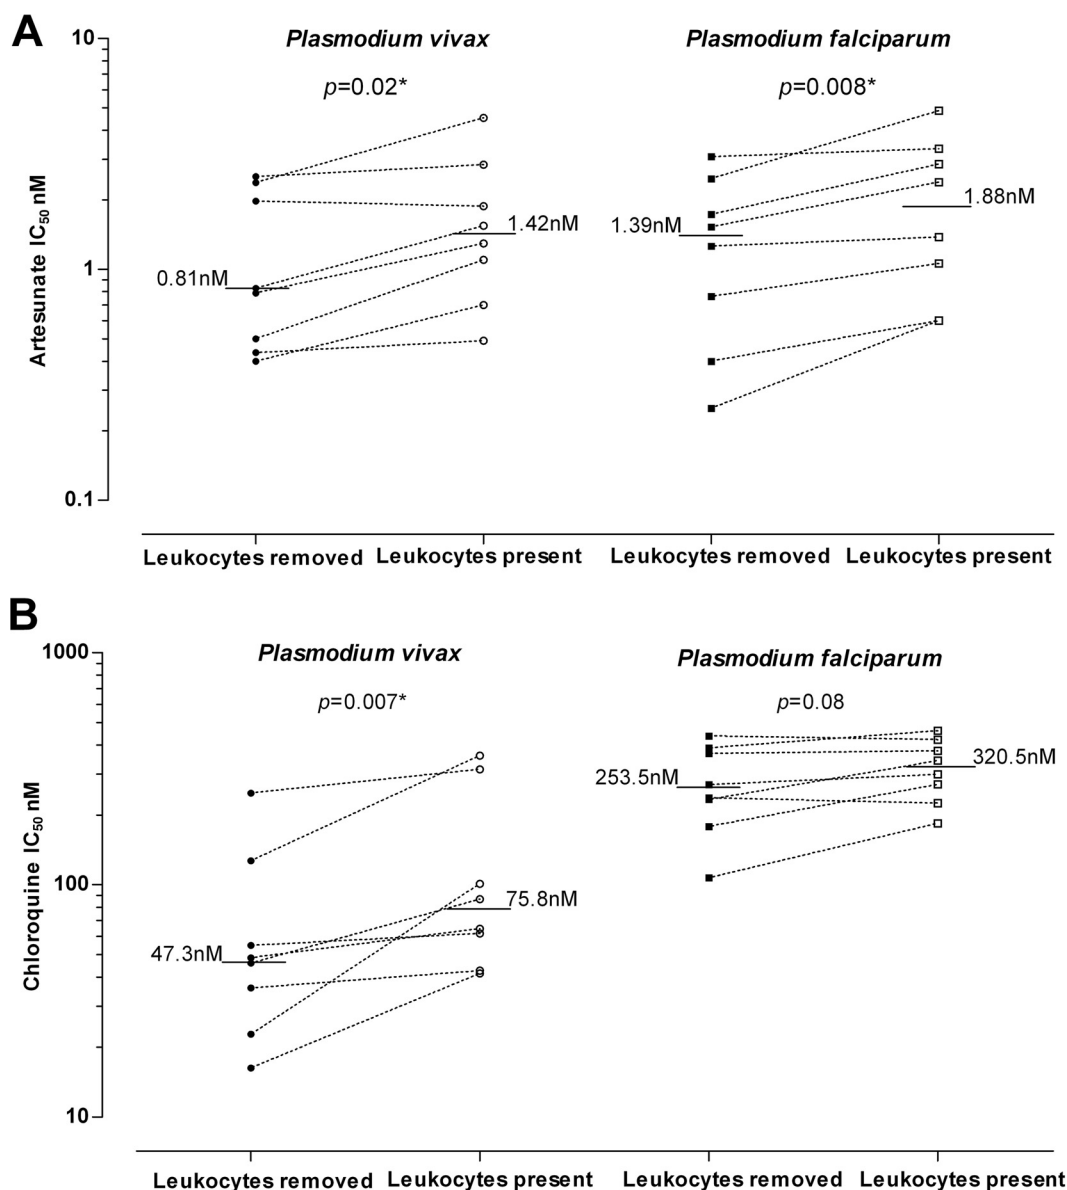 A
Plasmodium vivax
Plasmodium falciparum
p=0.02*
p=0.008*
Artesunate IC50 nM
10
1
0.1
0.81nM
1.42nM
1.39nM
1.88nM
Leukocytes removed
Leukocytes present
Leukocytes removed
Leukocytes present
B
Plasmodium vivax
Plasmodium falciparum
p=0.007*
p=0.08
Chloroquine IC50 nM
1000
100
10
47.3nM
75.8nM
253.5nM
320.5nM
Leukocytes removed
Leukocytes present
Leukocytes removed
Leukocytes present